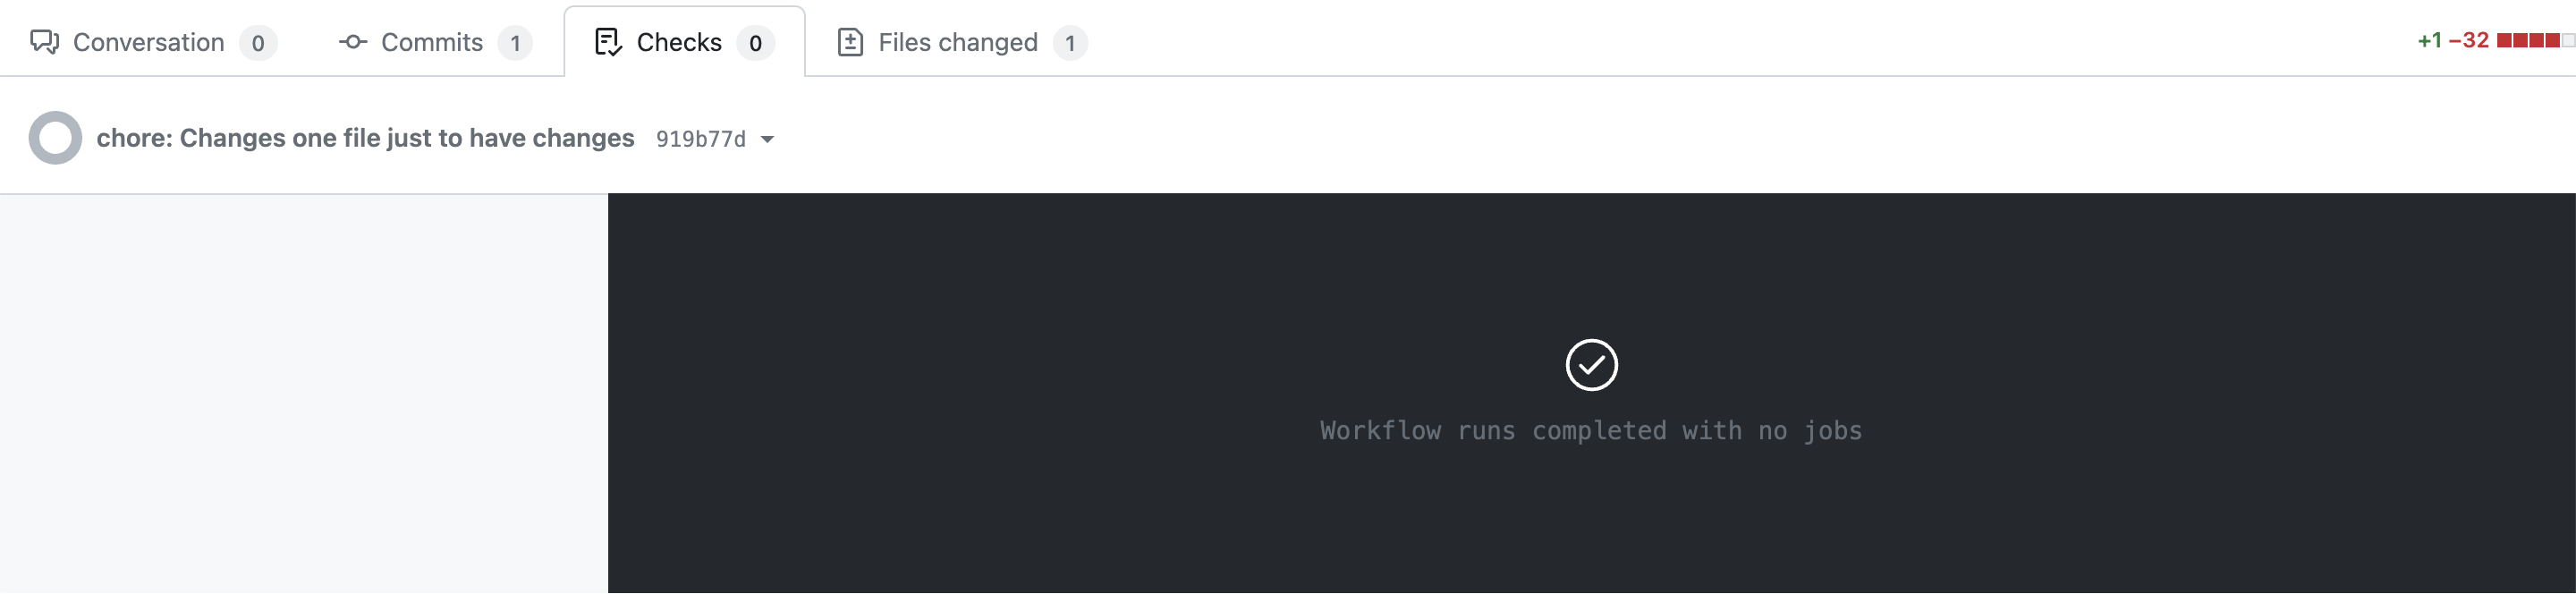 Conversation 0 Commits 1 Checks 0 Files changed 1 +1 −32
chore: Changes one file just to have changes 919b77d
Workflow runs completed with no jobs